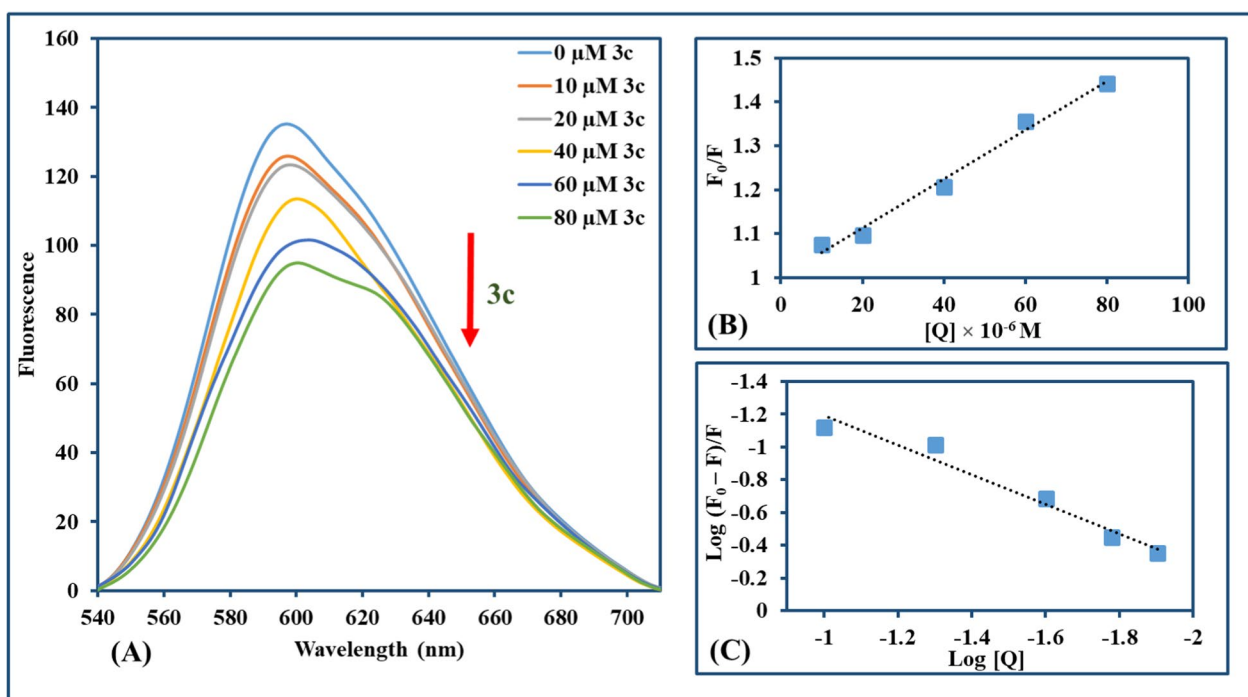 160
140
120
100
80
60
40
20
0
Fluorescence
540 560 580 600 620 640 660 680 700
Wavelength (nm)
(A)
0 µM 3c
10 µM 3c
20 µM 3c
40 µM 3c
60 µM 3c
80 µM 3c
3c
1.5
1.4
1.3
1.2
1.1
1
F₀/F
0 20 40 60 80 100
[Q] × 10⁻⁶ M
(B)
-1.4
-1.2
-1
-0.8
-0.6
-0.4
-0.2
0
Log (F₀ – F)/F
-1 -1.2 -1.4 -1.6 -1.8 -2
Log [Q]
(C)